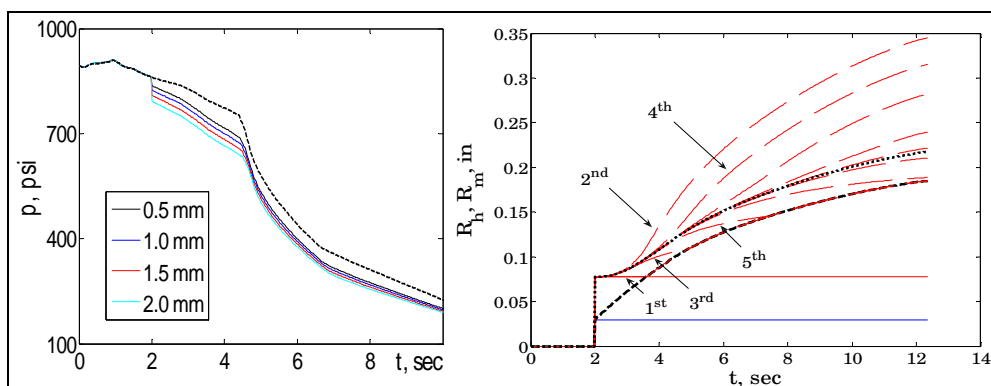 1000
700
400
100
p, psi
0.5 mm
1.0 mm
1.5 mm
2.0 mm
0 2 4 6 8 t, sec
0.35
0.3
0.25
0.2
0.15
0.1
0.05
0
R_h, R_m, in
4th
2nd
5th
3rd
1st
0 2 4 6 8 10 12 14
t, sec